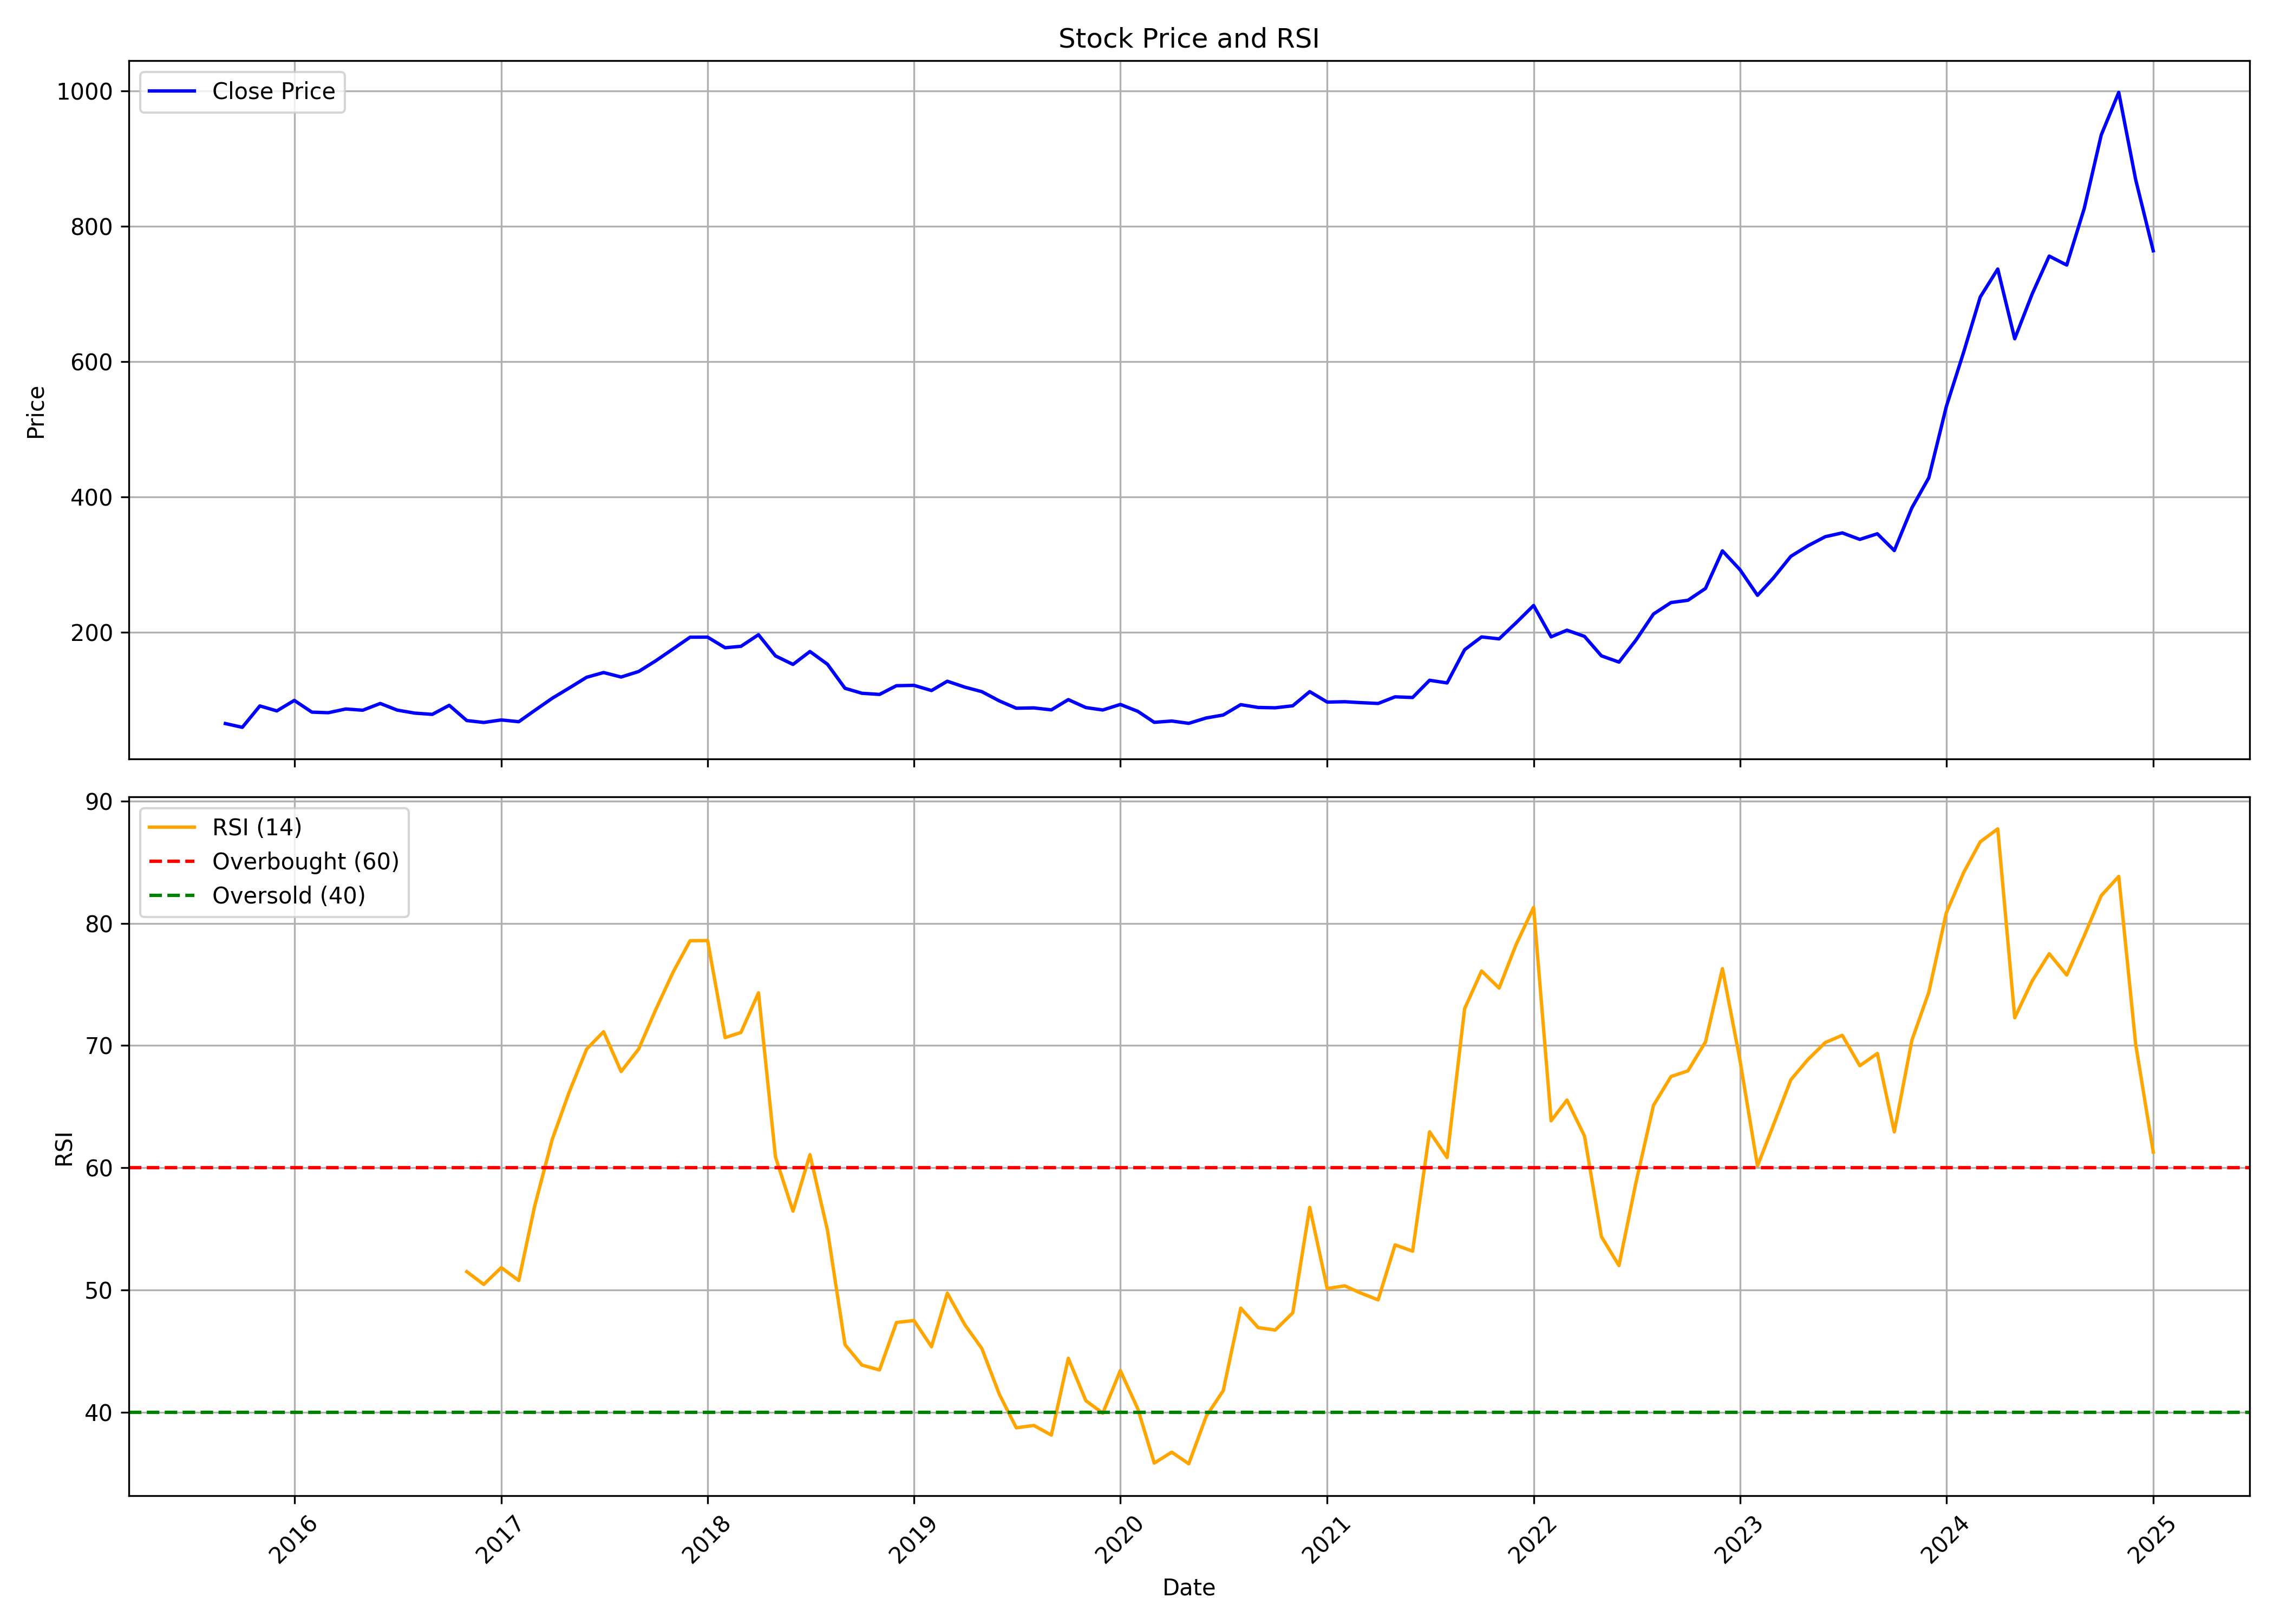 Stock Price and RSI
Close Price
1000
800
600
400
200
Price
90
80
70
60
50
40
RSI
RSI (14)
Overbought (60)
Oversold (40)
2016
2017
2018
2019
2020
2021
2022
2023
2024
2025
Date